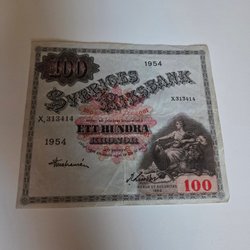 100
1954
SVERIGES
RIKSBANK
X,313414
X,313414
ETT HUNDRA
KRONOR
1954
100